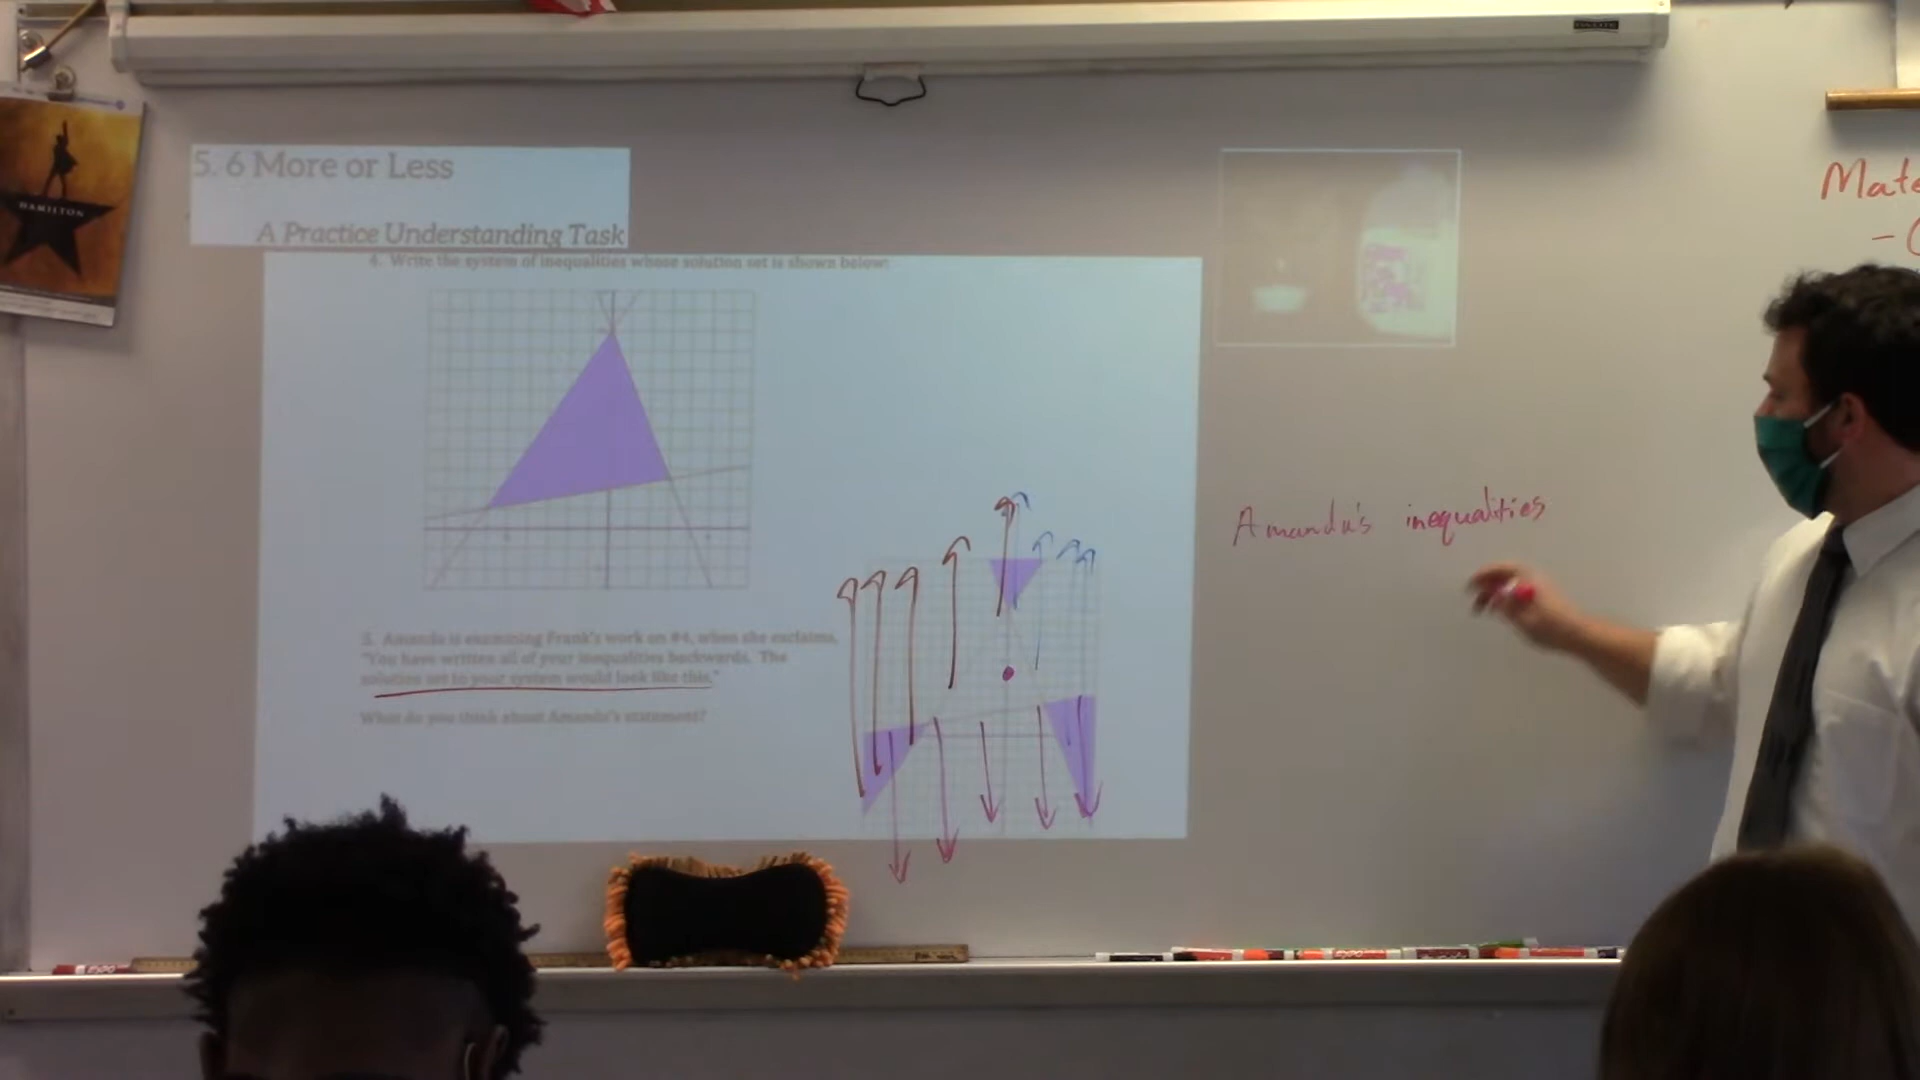 HAMILTON
5. 6 More or Less
A Practice Understanding Task
4. Write the system of inequalities whose solution set is shown below:
5. Amanda is examining Frank's work on #4, when she exclaims,
"You have written all of your inequalities backwards. The
solution set to your system would look like this."
What do you think about Amanda's statement?
Amanda's inequalities
Mate
- C
EXPO
EXPO